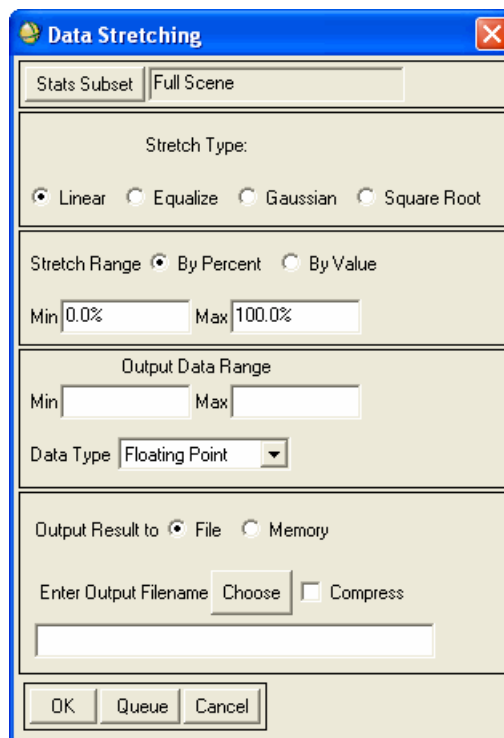 Data Stretching
Stats Subset Full Scene
Stretch Type:
Linear Equalize Gaussian Square Root
Stretch Range By Percent By Value
Min 0.0% Max 100.0%
Output Data Range
Min Max
Data Type Floating Point
Output Result to File Memory
Enter Output Filename Choose Compress
OK Queue Cancel